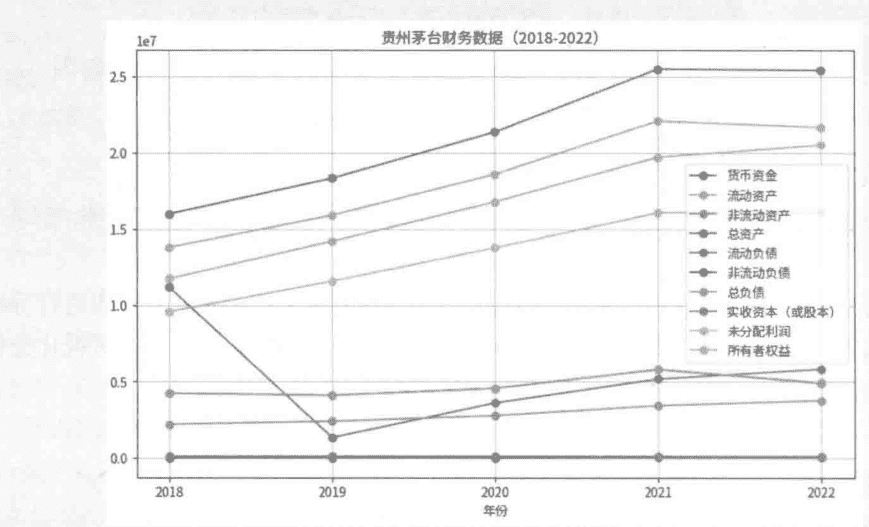 贵州茅台财务数据（2018-2022）
1e7
2.5
2.0
1.5
1.0
0.5
0.0
货币资金
流动资产
非流动资产
总资产
流动负债
非流动负债
总负债
实收资本（或股本）
未分配利润
所有者权益
2018
2019
2020
2021
2022
年份